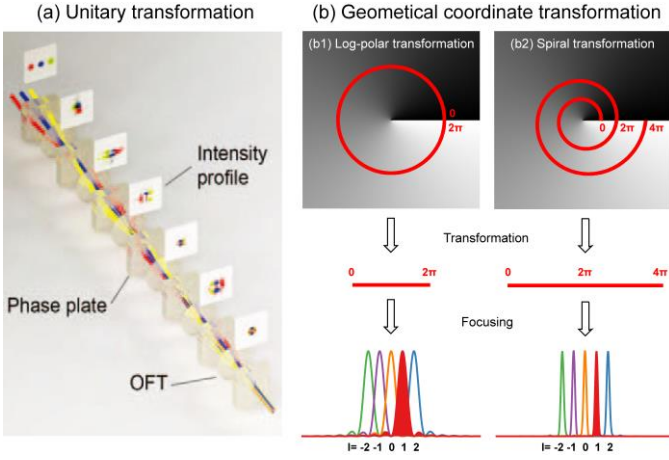 (a) Unitary transformation
Intensity
profile
Phase plate
OFT
(b) Geometical coordinate transformation
(b1) Log-polar transformation
0
2π
(b2) Spiral transformation
0 2π 4π
Transformation
0 2π
0 2π 4π
Focusing
l= -2 -1 0 1 2
l= -2 -1 0 1 2